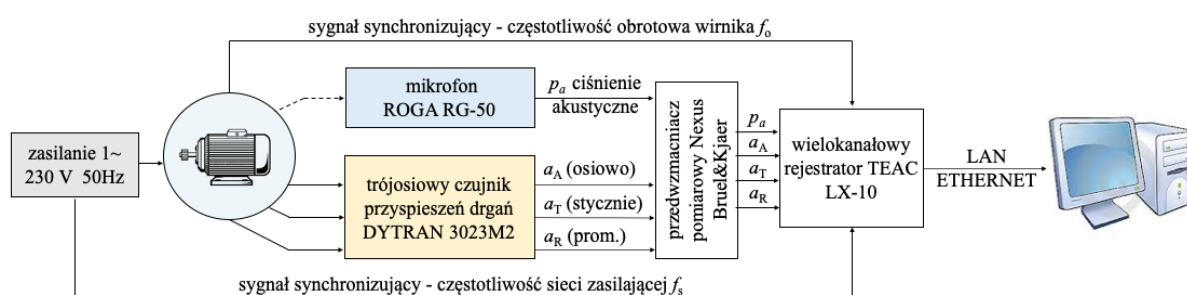 sygnał synchronizujący - częstotliwość obrotowa wirnika fo
mikrofon
ROGA RG-50
pa ciśnienie
akustyczne
zasilanie 1~
230 V 50Hz
trójosiowy czujnik
przyspieszeń drgań
DYTRAN 3023M2
aA (osiowo)
aT (stycznie)
aR (prom.)
przedwzmacniacz
pomiarowy Nexus
Bruel&Kjaer
pa
aA
aT
aR
wielokanałowy
rejestrator TEAC
LX-10
LAN
ETHERNET
sygnał synchronizujący - częstotliwość sieci zasilającej fs